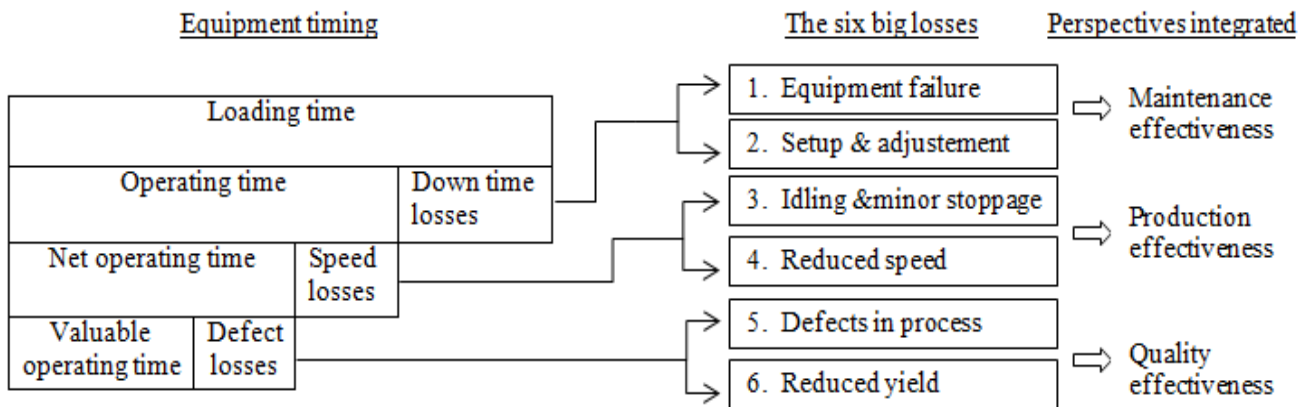 Equipment timing
The six big losses
Perspectives integrated
Loading time
Operating time
Down time
losses
Net operating time
Speed
losses
Valuable
operating time
Defect
losses
1. Equipment failure
2. Setup & adjustement
3. Idling &minor stoppage
4. Reduced speed
5. Defects in process
6. Reduced yield
Maintenance
effectiveness
Production
effectiveness
Quality
effectiveness